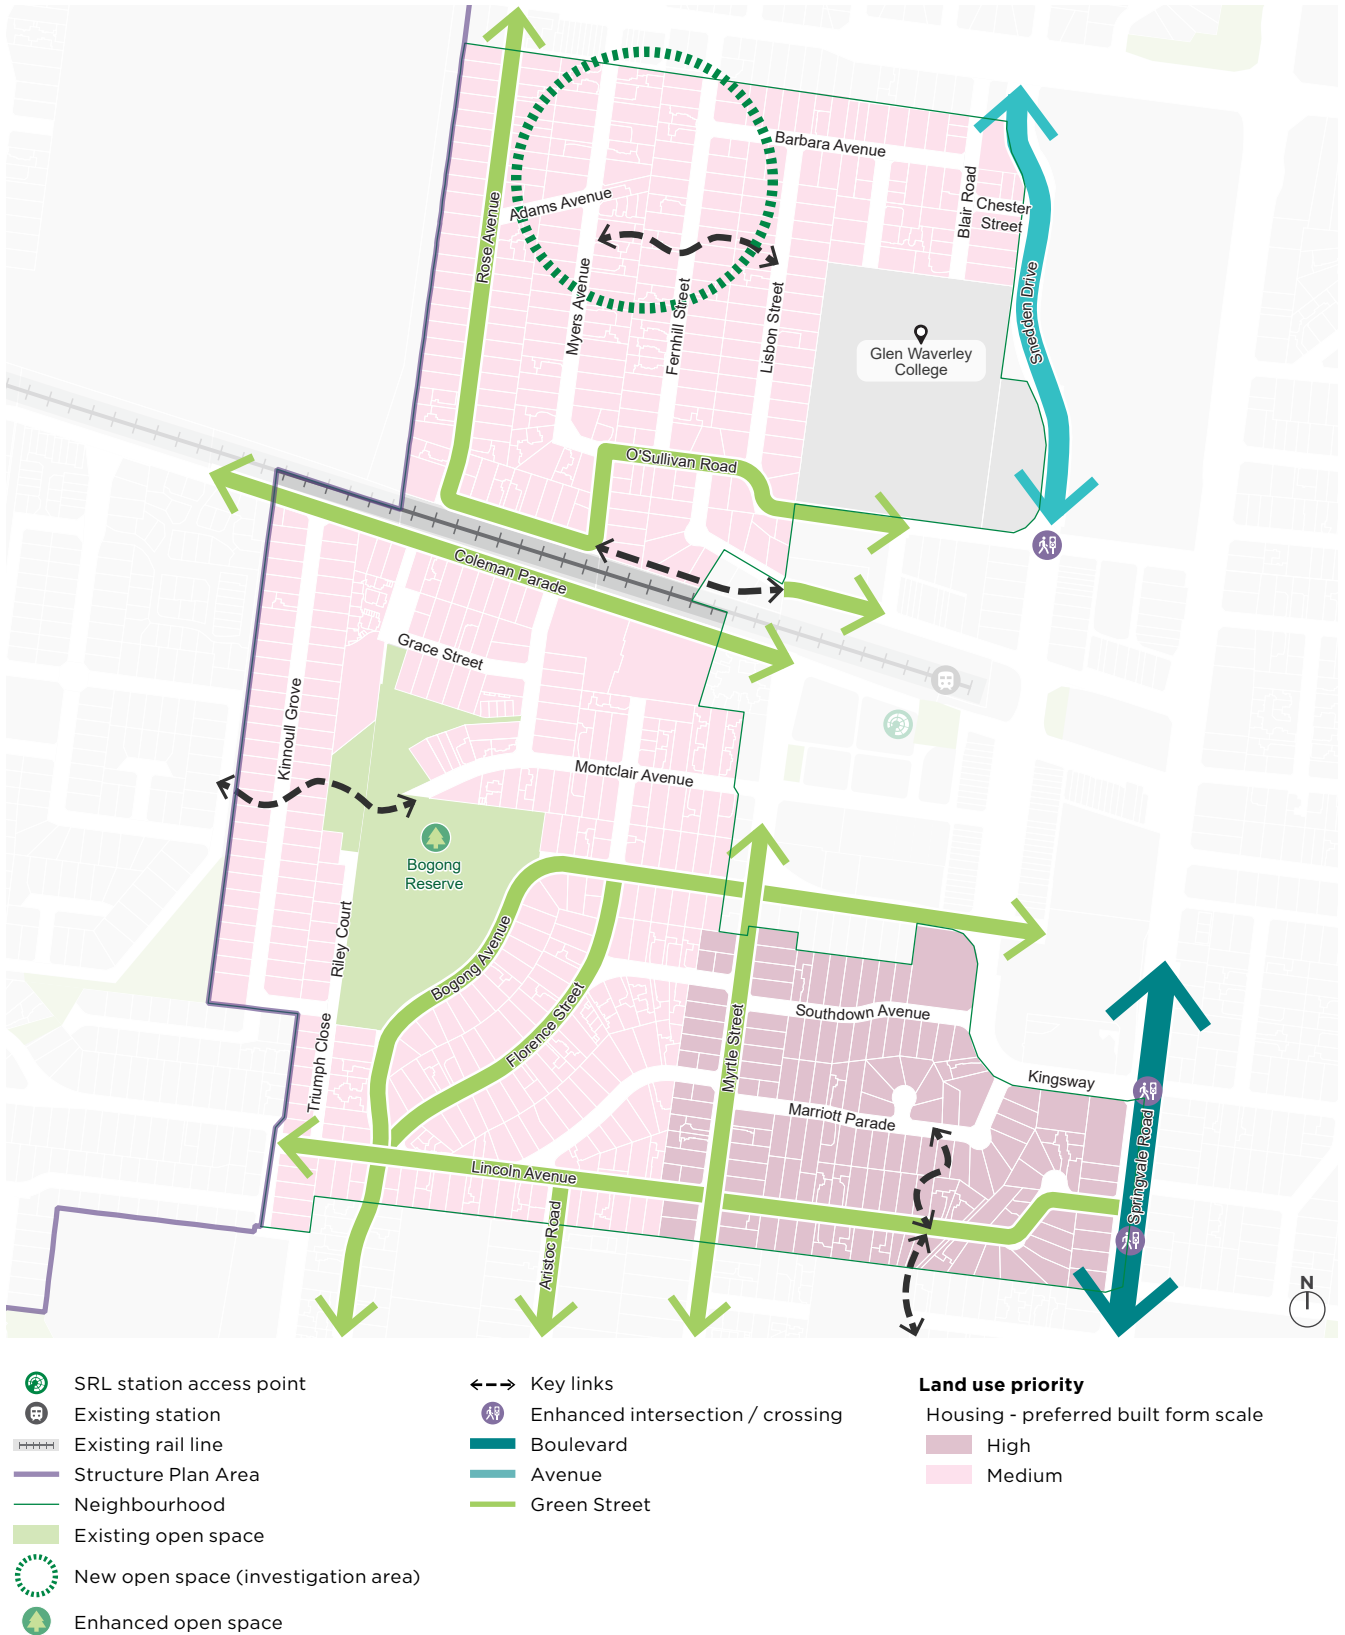 Barbara Avenue
Blair Road
Chester
Street
Adams Avenue
Rose Avenue
Myers Avenue
Fernhill Street
Lisbon Street
Snedden Drive
Glen Waverley
College
O'Sullivan Road
Coleman Parade
Grace Street
Kinnoull Grove
Montclair Avenue
Bogong
Reserve
Riley Court
Bogong Avenue
Florence Street
Triumph Close
Myrtle Street
Southdown Avenue
Kingsway
Marriott Parade
Springvale Road
Lincoln Avenue
Aristoc Road
N
SRL station access point
Existing station
Existing rail line
Structure Plan Area
Neighbourhood
Existing open space
New open space (investigation area)
Enhanced open space
Key links
Enhanced intersection / crossing
Boulevard
Avenue
Green Street
Land use priority
Housing - preferred built form scale
High
Medium